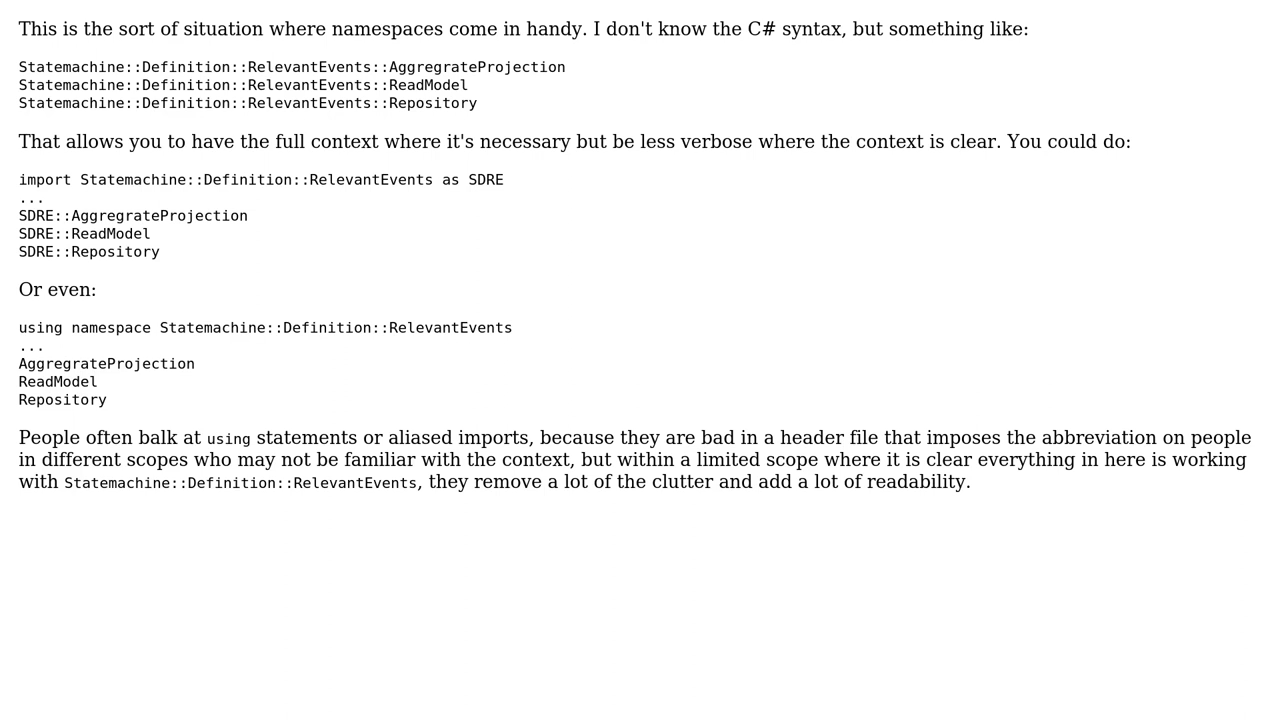 This is the sort of situation where namespaces come in handy. I don't know the C# syntax, but something like:
Statemachine::Definition::RelevantEvents::AggregrateProjection
Statemachine::Definition::RelevantEvents::ReadModel
Statemachine::Definition::RelevantEvents::Repository
That allows you to have the full context where it's necessary but be less verbose where the context is clear. You could do:
import Statemachine::Definition::RelevantEvents as SDRE
...
SDRE::AggregrateProjection
SDRE::ReadModel
SDRE::Repository
Or even:
using namespace Statemachine::Definition::RelevantEvents
...
AggregrateProjection
ReadModel
Repository
People often balk at using statements or aliased imports, because they are bad in a header file that imposes the abbreviation on people
in different scopes who may not be familiar with the context, but within a limited scope where it is clear everything in here is working
with Statemachine::Definition::RelevantEvents, they remove a lot of the clutter and add a lot of readability.